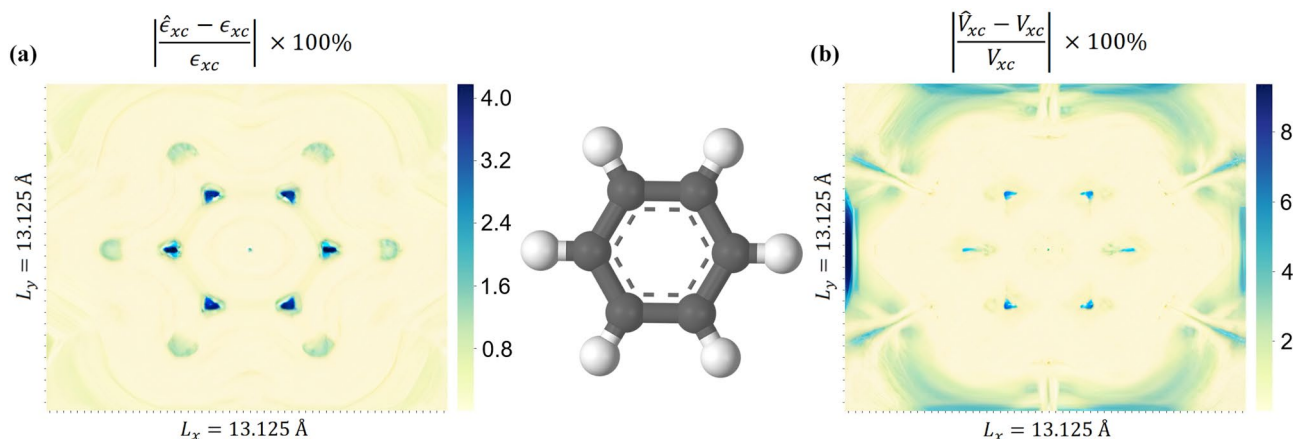 (a) |ε̂_xc − ε_xc / ε_xc| × 100%
4.0
3.2
2.4
1.6
0.8
L_y = 13.125 Å
L_x = 13.125 Å
(b) |V̂_xc − V_xc / V_xc| × 100%
8
6
4
2
L_y = 13.125 Å
L_x = 13.125 Å